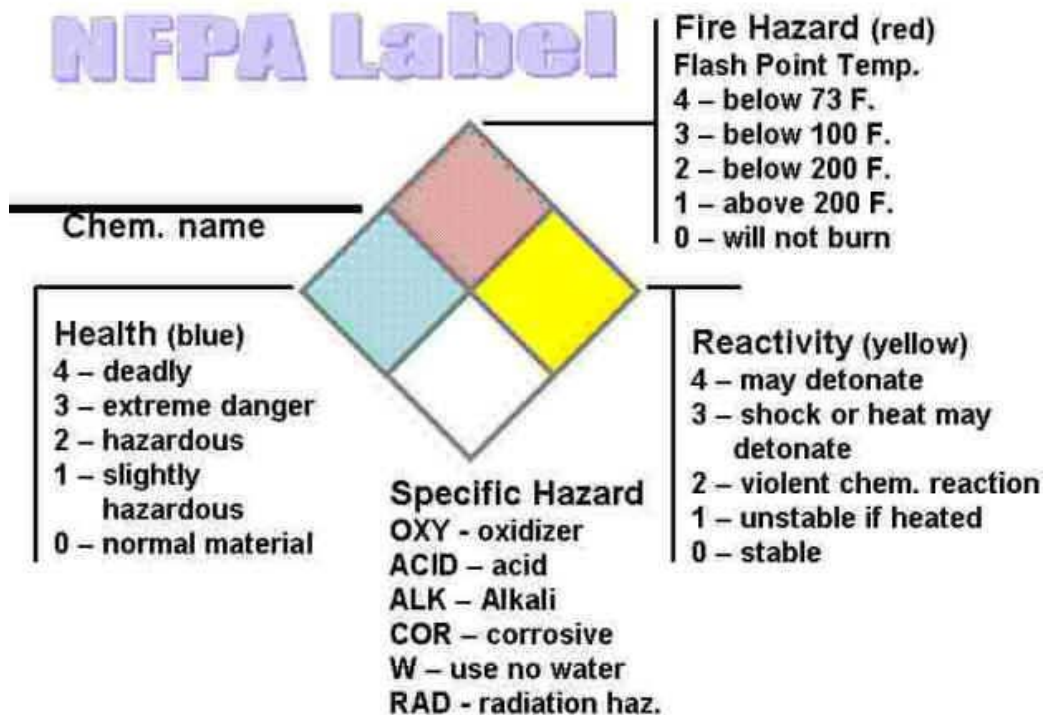 NFPA Label
Fire Hazard (red)
Flash Point Temp.
4 – below 73 F.
3 – below 100 F.
2 – below 200 F.
1 – above 200 F.
0 – will not burn
Chem. name
Health (blue)
4 – deadly
3 – extreme danger
2 – hazardous
1 – slightly
hazardous
0 – normal material
Reactivity (yellow)
4 – may detonate
3 – shock or heat may
detonate
2 – violent chem. reaction
1 – unstable if heated
0 – stable
Specific Hazard
OXY - oxidizer
ACID – acid
ALK – Alkali
COR – corrosive
W – use no water
RAD - radiation haz.